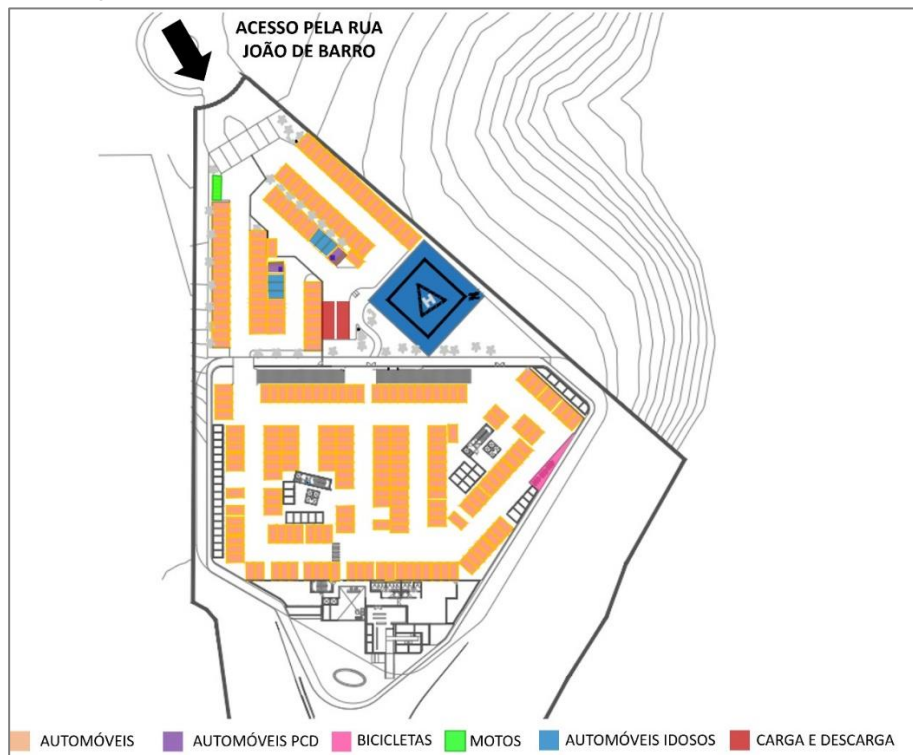 ACESSO PELA RUA
JOÃO DE BARRO
H
N
AUTOMÓVEIS
AUTOMÓVEIS PCD
BICICLETAS
MOTOS
AUTOMÓVEIS IDOSOS
CARGA E DESCARGA